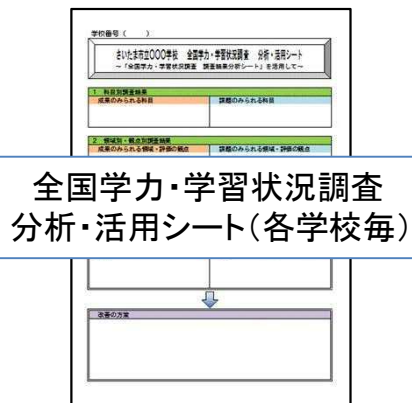 学校番号（　　）
さいたま市立〇〇〇学校　全国学力・学習状況調査　分析・活用シート
～「全国学力・学習状況調査　調査結果分析シート」を活用して～
1　科目別調査結果
成果のみられる科目　課題のみられる科目
2　領域別・観点別調査結果
成果のみられる領域・評価の観点　課題のみられる領域・評価の観点
全国学力・学習状況調査
分析・活用シート（各学校毎）
改善の方策